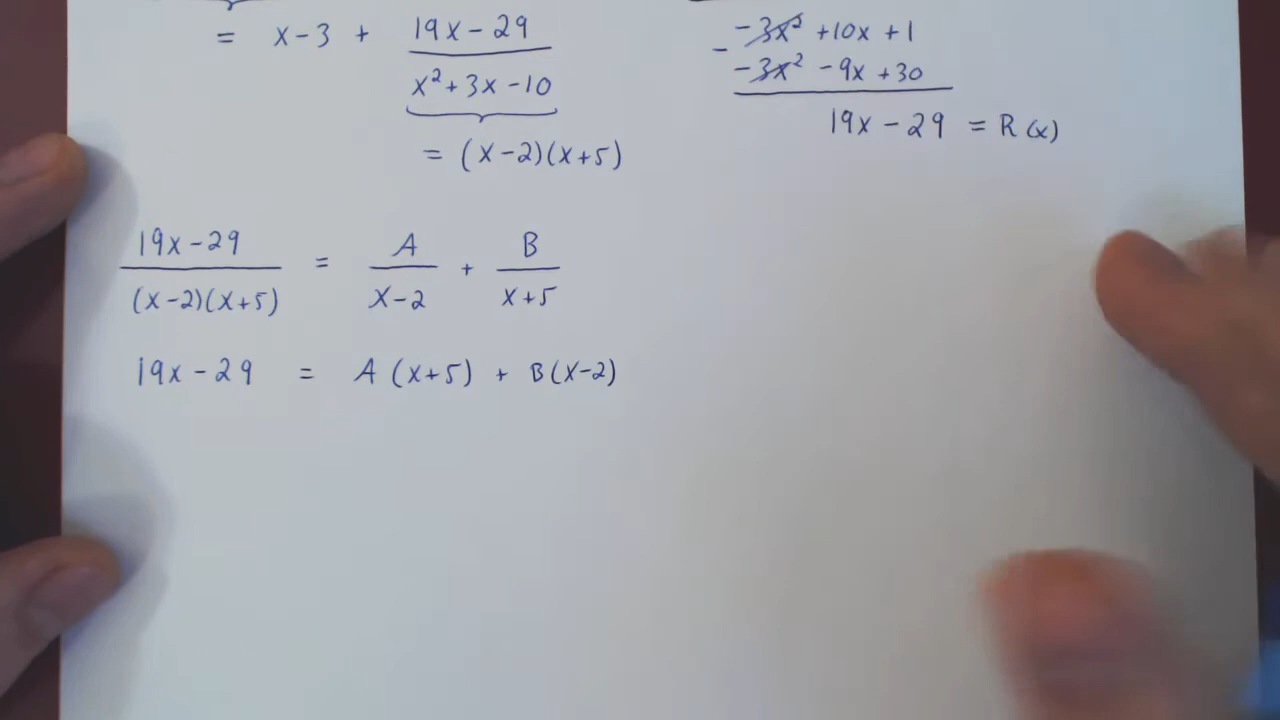 = x-3 + 19x-29
x²+3x-10
= (x-2)(x+5)
- -3x² +10x +1
-3x² -9x +30
19x-29 = R(x)
19x-29 = A + B
(x-2)(x+5) x-2 x+5
19x-29 = A(x+5) + B(x-2)